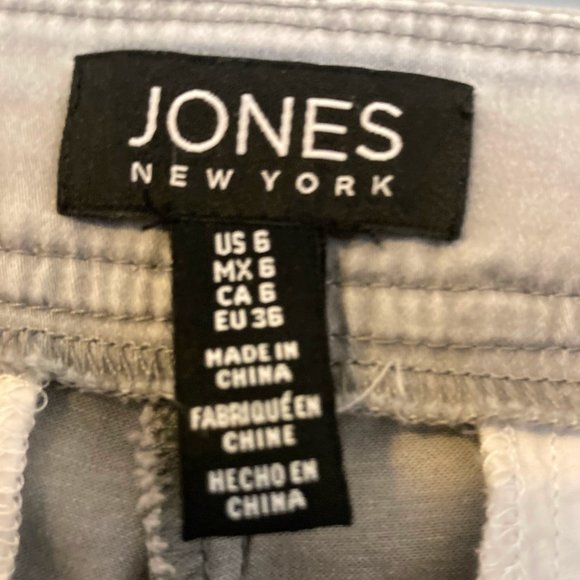 JONES
NEW YORK
US 6
MX 6
CA 6
EU 36
MADE IN
CHINA
FABRIQUÉ EN
CHINE
HECHO EN
CHINA